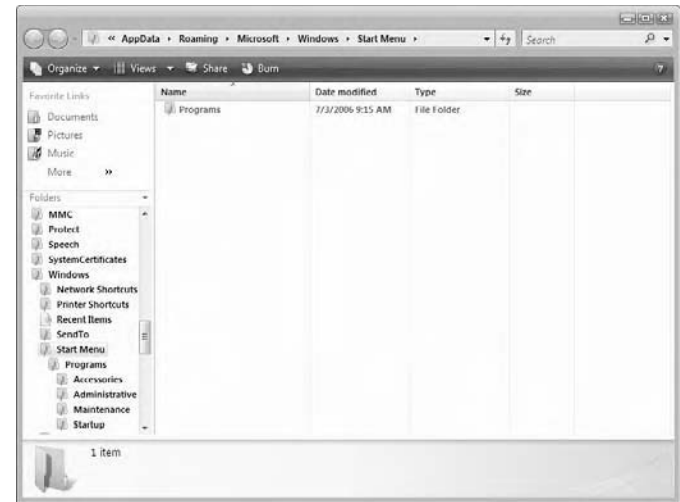 « AppData ▸ Roaming ▸ Microsoft ▸ Windows ▸ Start Menu ▸ Search
Organize Views Share Burn ?
Favorite Links
Documents
Pictures
Music
More »
Folders
MMC
Protect
Speech
SystemCertificates
Windows
Network Shortcuts
Printer Shortcuts
Recent Items
SendTo
Start Menu
Programs
Accessories
Administrative
Maintenance
Startup
Name Date modified Type Size
Programs 7/3/2006 9:15 AM File Folder
1 item